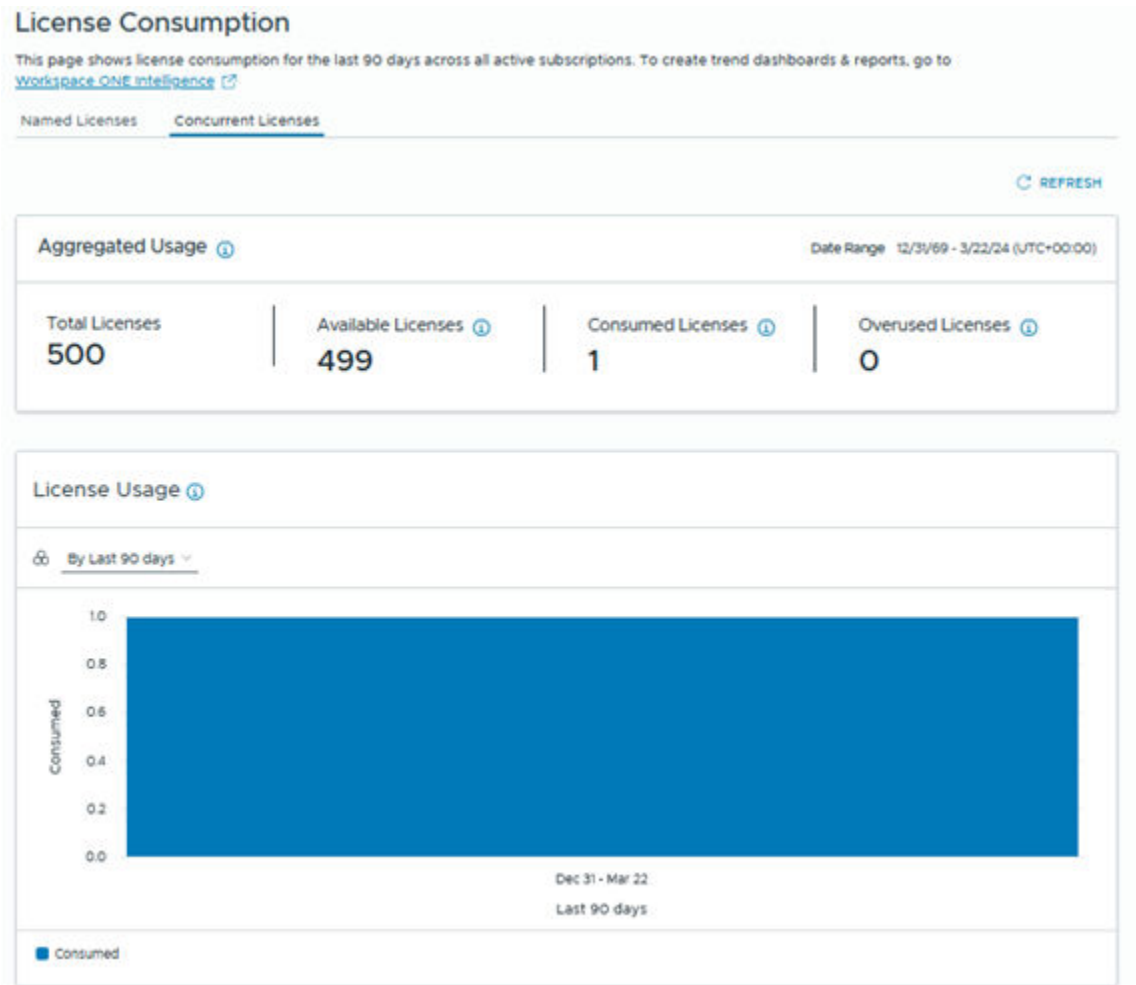 License Consumption
This page shows license consumption for the last 90 days across all active subscriptions. To create trend dashboards & reports, go to
Workspace ONE Intelligence
Named Licenses Concurrent Licenses
REFRESH
Aggregated Usage
Date Range 12/31/69 - 3/22/24 (UTC+00:00)
Total Licenses
500
Available Licenses
499
Consumed Licenses
1
Overused Licenses
0
License Usage
By Last 90 days
Consumed
1.0
0.8
0.6
0.4
0.2
0.0
Dec 31 - Mar 22
Last 90 days
Consumed